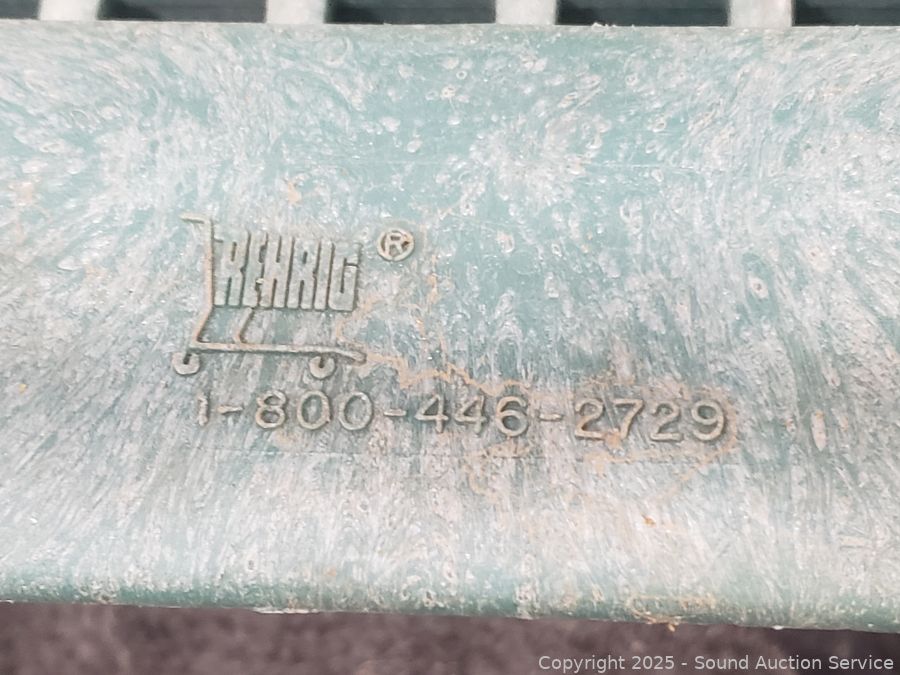 REHRIG ®
1-800-446-2729
Copyright 2025 - Sound Auction Service